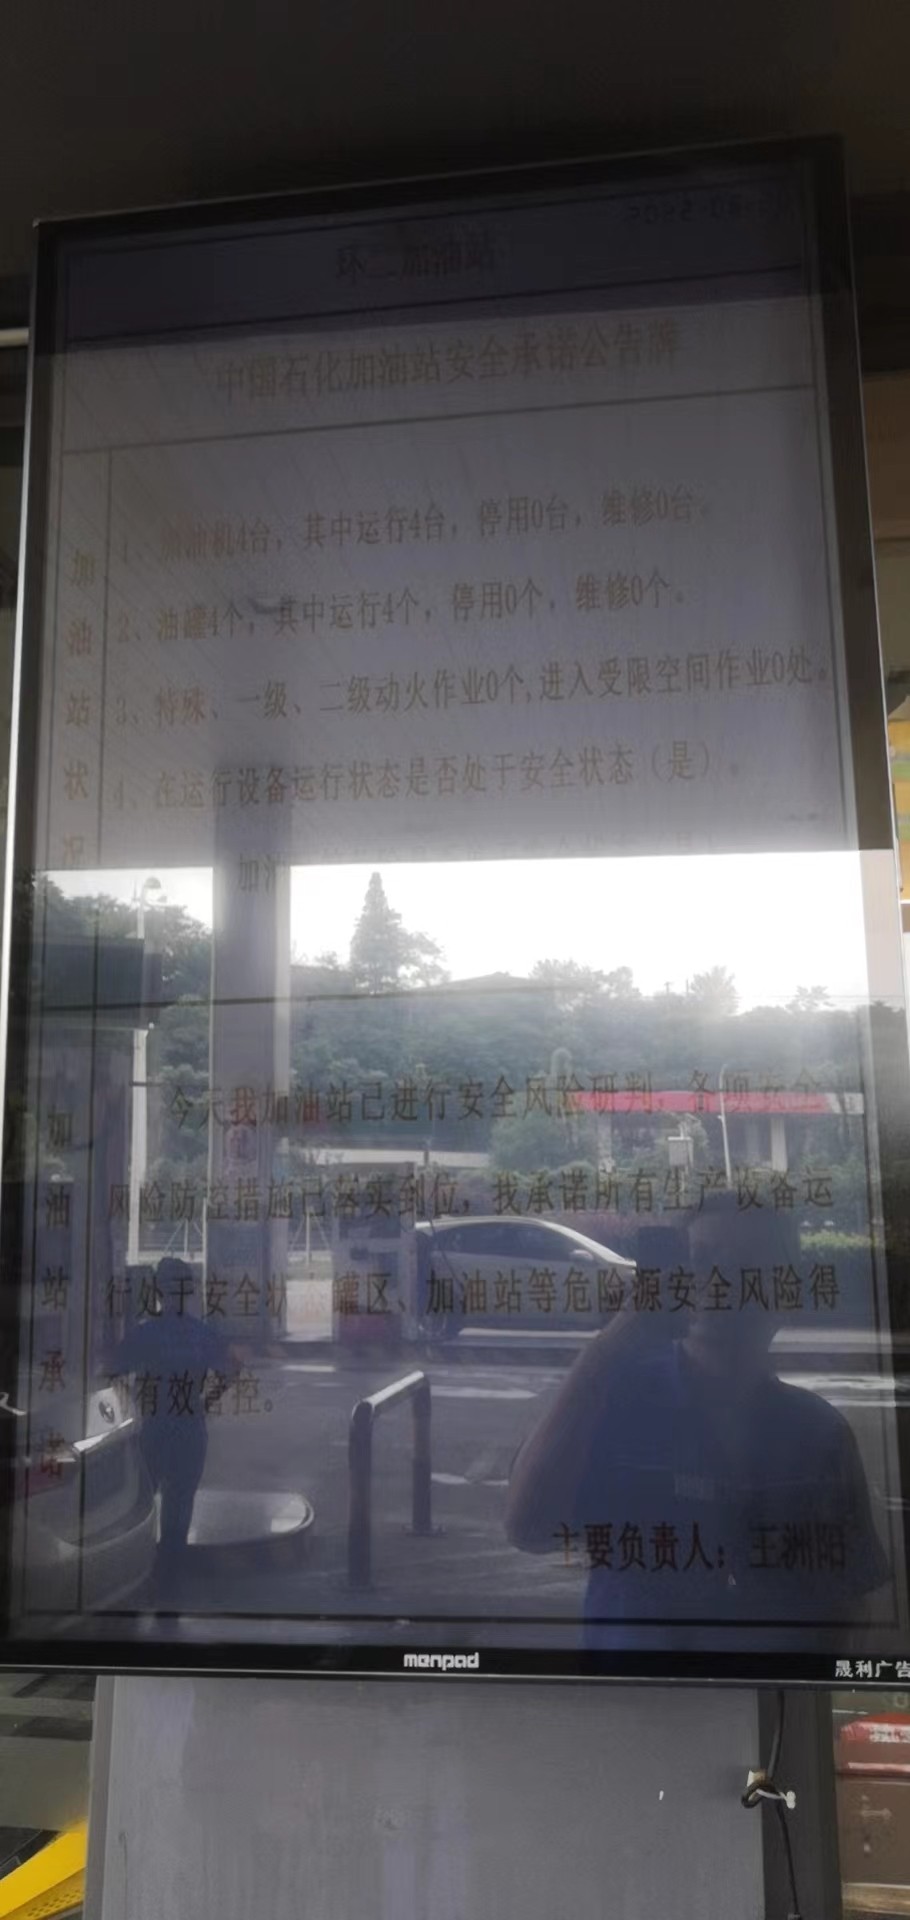 环二加油站
中国石化加油站安全承诺公告牌
加油站状况
1、加油机4台，其中运行4台，停用0台，维修0台。
2、油罐4个，其中运行4个，停用0个，维修0个。
3、特殊、一级、二级动火作业0个,进入受限空间作业0处。
4、在运行设备运行状态是否处于安全状态（是）。
加油
加油站承诺
今天我加油站已进行安全风险研判，各项安全
风险防控措施已落实到位，我承诺所有生产设备运
行处于安全状 罐区、加油站等危险源安全风险得
到有效管控。
主要负责人：王洲阳
menpad
晟利广告